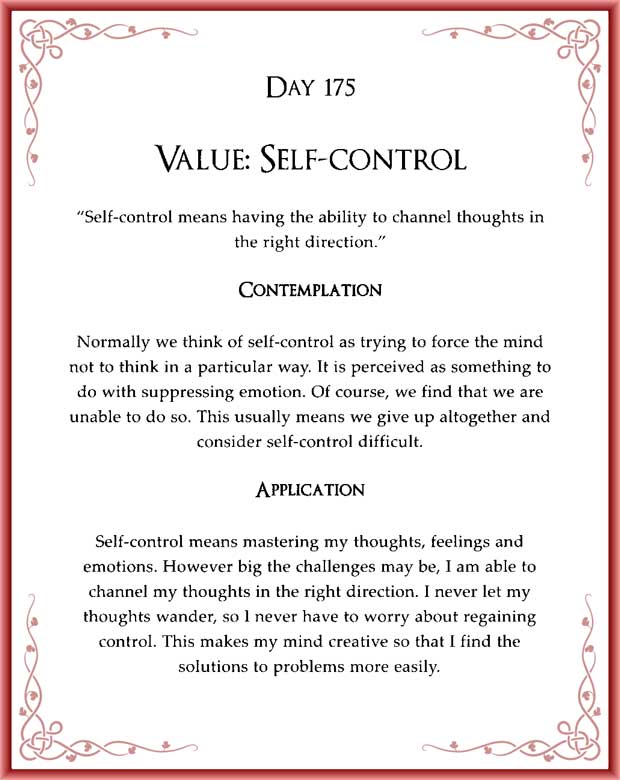 DAY 175
VALUE: SELF-CONTROL
“Self-control means having the ability to channel thoughts in
the right direction.”
CONTEMPLATION
Normally we think of self-control as trying to force the mind
not to think in a particular way. It is perceived as something to
do with suppressing emotion. Of course, we find that we are
unable to do so. This usually means we give up altogether and
consider self-control difficult.
APPLICATION
Self-control means mastering my thoughts, feelings and
emotions. However big the challenges may be, I am able to
channel my thoughts in the right direction. I never let my
thoughts wander, so I never have to worry about regaining
control. This makes my mind creative so that I find the
solutions to problems more easily.